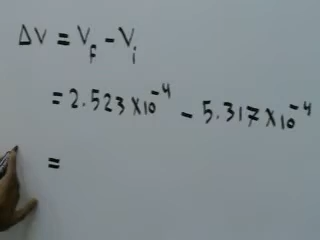 ΔV = V_f - V_i
= 2.523 × 10⁻⁴ - 5.317 × 10⁻⁴
=